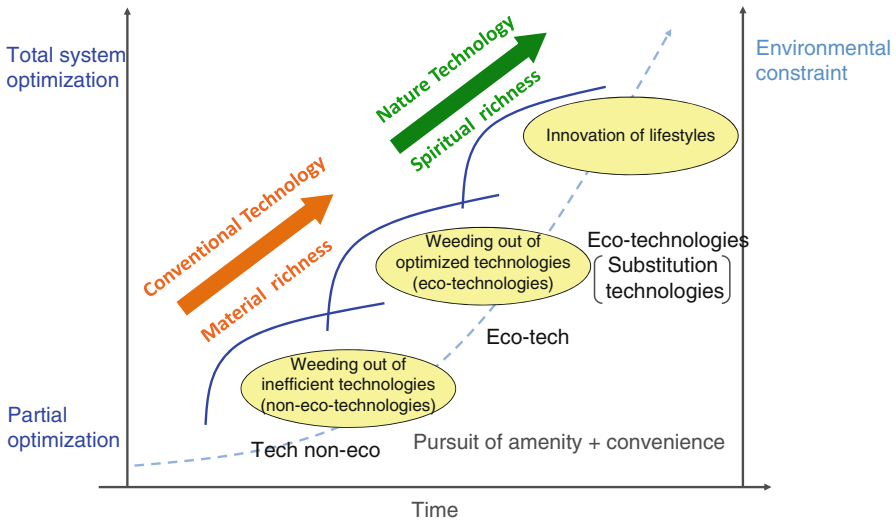 Total system
optimization
Environmental
constraint
Nature Technology
Spiritual richness
Innovation of lifestyles
Conventional Technology
Material richness
Weeding out of
optimized technologies
(eco-technologies)
Eco-technologies
Substitution
technologies
Eco-tech
Weeding out of
inefficient technologies
(non-eco-technologies)
Partial
optimization
Tech non-eco
Pursuit of amenity + convenience
Time